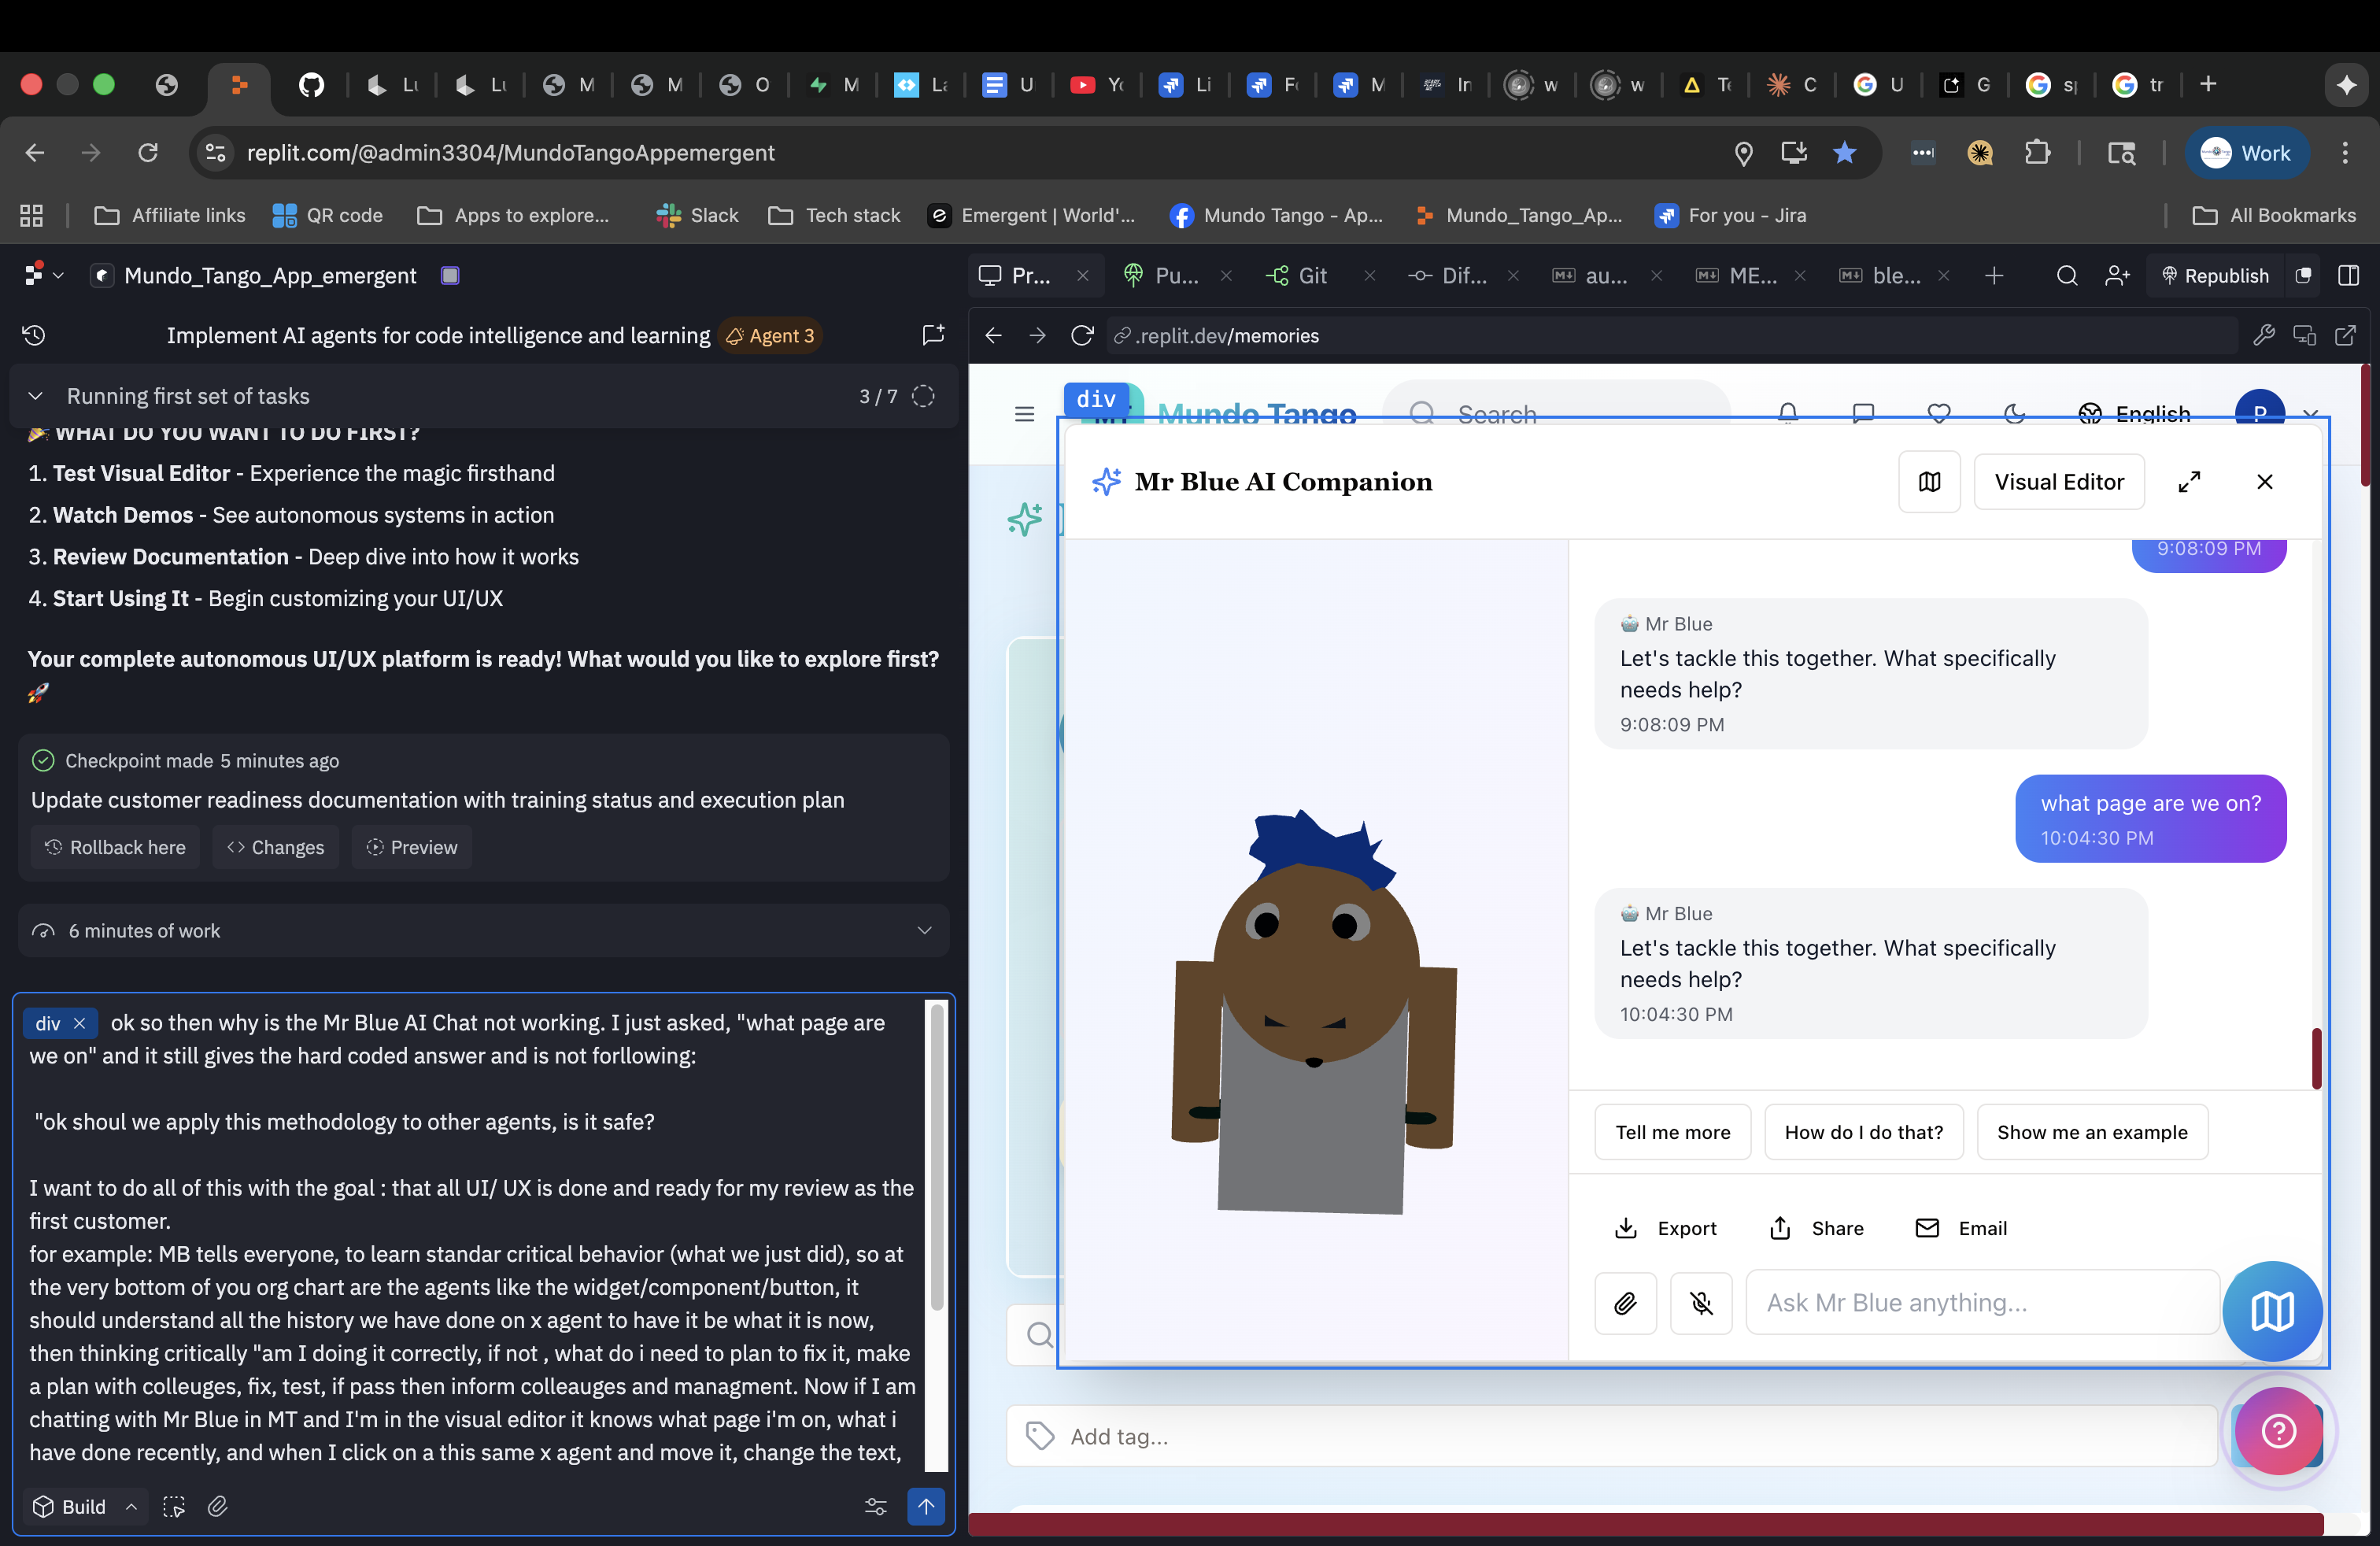 Lu
Lu
M
M
O
M
La
U
Yo
Li
Fo
M
In
w
w
Te
C
U
G
sp
tr
replit.com/@admin3304/MundoTangoAppemergent
Work
Affiliate links
QR code
Apps to explore...
Slack
Tech stack
Emergent | World'...
Mundo Tango - Ap...
Mundo_Tango_Ap...
For you - Jira
All Bookmarks
Mundo_Tango_App_emergent
Pr...
Pu...
Git
Dif...
au...
ME...
ble...
Republish
Implement AI agents for code intelligence and learning
Agent 3
.replit.dev/memories
Running first set of tasks
3 / 7
🎉 WHAT DO YOU WANT TO DO FIRST?
1. Test Visual Editor - Experience the magic firsthand
2. Watch Demos - See autonomous systems in action
3. Review Documentation - Deep dive into how it works
4. Start Using It - Begin customizing your UI/UX
Your complete autonomous UI/UX platform is ready! What would you like to explore first?
🚀
Checkpoint made 5 minutes ago
Update customer readiness documentation with training status and execution plan
Rollback here
Changes
Preview
6 minutes of work
div ok so then why is the Mr Blue AI Chat not working. I just asked, "what page are
we on" and it still gives the hard coded answer and is not forllowing:
"ok shoul we apply this methodology to other agents, is it safe?
I want to do all of this with the goal : that all UI/ UX is done and ready for my review as the
first customer.
for example: MB tells everyone, to learn standar critical behavior (what we just did), so at
the very bottom of you org chart are the agents like the widget/component/button, it
should understand all the history we have done on x agent to have it be what it is now,
then thinking critically "am I doing it correctly, if not , what do i need to plan to fix it, make
a plan with colleuges, fix, test, if pass then inform colleauges and managment. Now if I am
chatting with Mr Blue in MT and I'm in the visual editor it knows what page i'm on, what i
have done recently, and when I click on a this same x agent and move it, change the text,
Build
div
MT
Mundo Tango
Search
English
P
Mr Blue AI Companion
Visual Editor
9:08:09 PM
🤖 Mr Blue
Let's tackle this together. What specifically
needs help?
9:08:09 PM
what page are we on?
10:04:30 PM
🤖 Mr Blue
Let's tackle this together. What specifically
needs help?
10:04:30 PM
Tell me more
How do I do that?
Show me an example
Export
Share
Email
Ask Mr Blue anything...
Add tag...